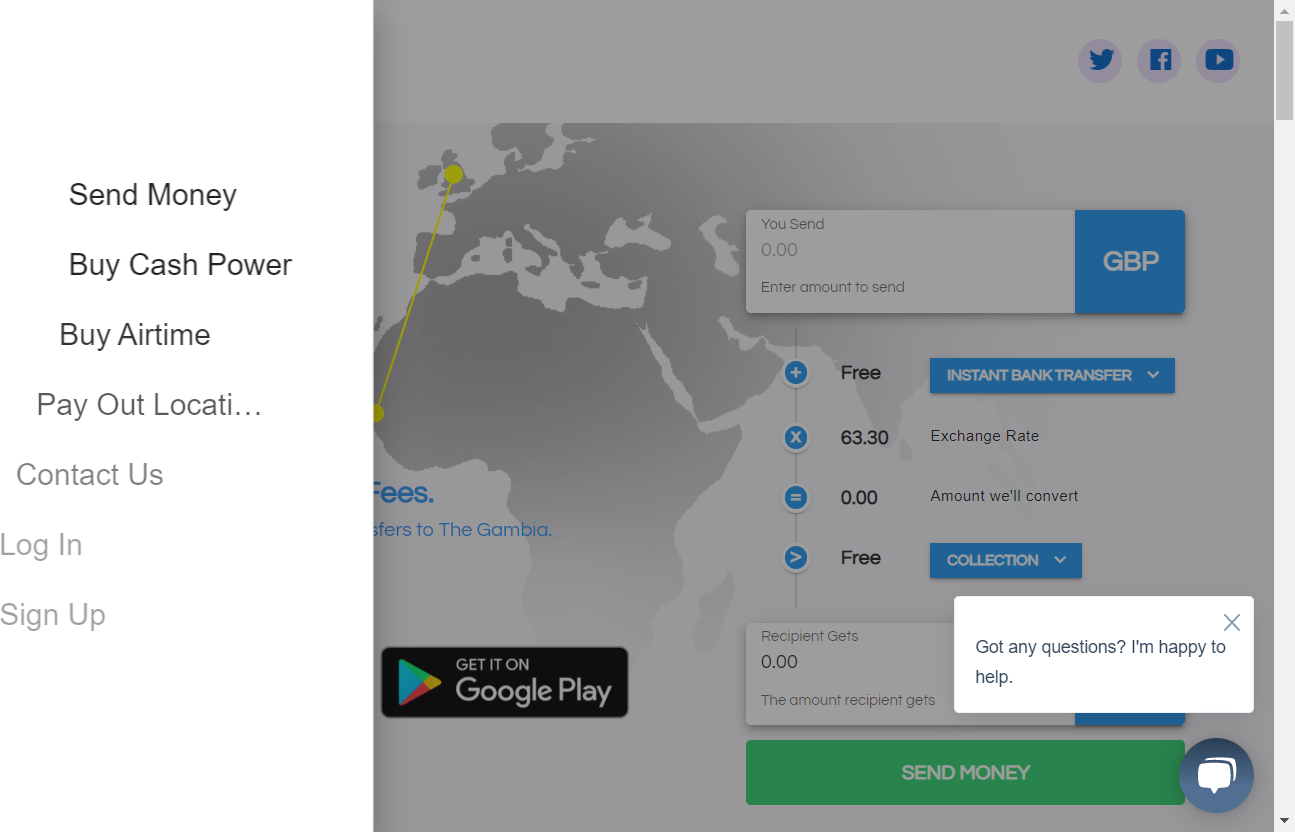 Send Money
Buy Cash Power
Buy Airtime
Pay Out Locati…
Contact Us
Log In
Sign Up
You Send
0.00
GBP
Enter amount to send
Free
INSTANT BANK TRANSFER
63.30
Exchange Rate
0.00
Amount we'll convert
Free
COLLECTION
Fees.
sfers to The Gambia.
GET IT ON
Google Play
Recipient Gets
0.00
The amount recipient gets
Got any questions? I'm happy to
help.
SEND MONEY